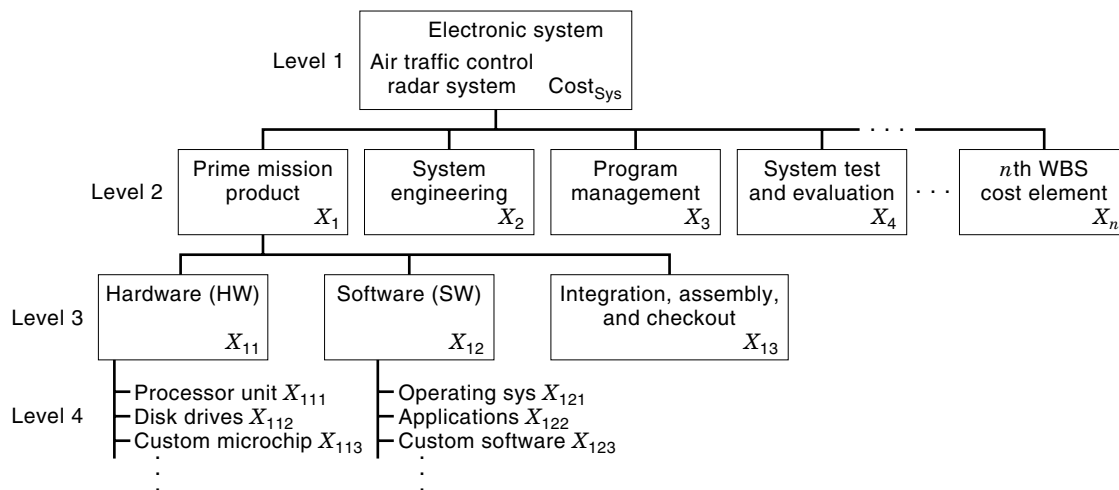 Electronic system
Level 1
Air traffic control
radar system Cost_Sys
Level 2
Prime mission
product
X_1
System
engineering
X_2
Program
management
X_3
System test
and evaluation
X_4
. . .
. . .
nth WBS
cost element
X_n
Level 3
Hardware (HW)
X_11
Software (SW)
X_12
Integration, assembly,
and checkout
X_13
Level 4
Processor unit X_111
Disk drives X_112
Custom microchip X_113
Operating sys X_121
Applications X_122
Custom software X_123